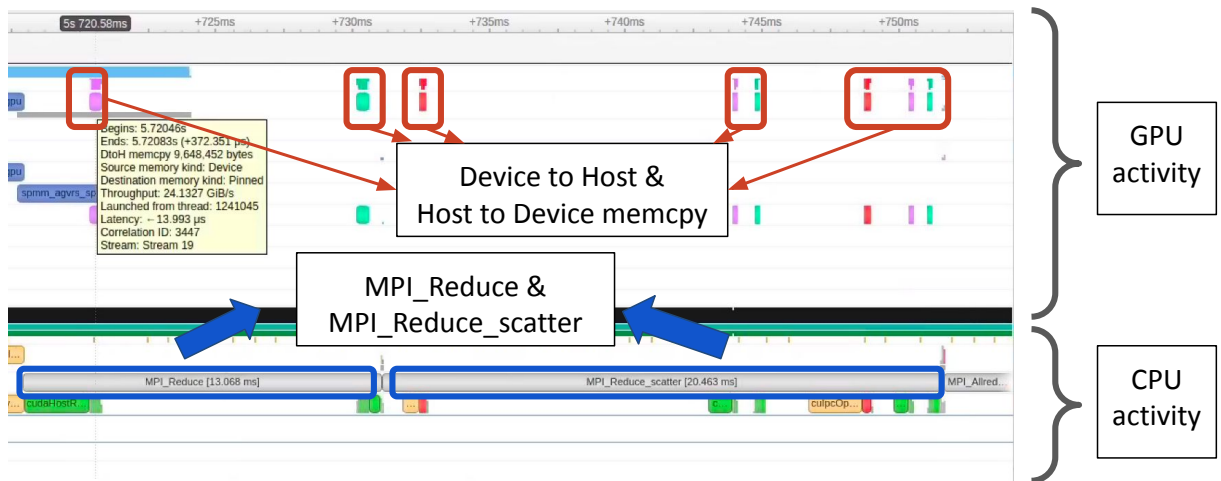 5s 720.58ms
+725ms
+730ms
+735ms
+740ms
+745ms
+750ms
Begins: 5.72046s
Ends: 5.72083s (+372.351 µs)
DtoH memcpy 9,648,452 bytes
Source memory kind: Device
Destination memory kind: Pinned
Throughput: 24.1327 GiB/s
Launched from thread: 1241045
Latency: ←13.993 µs
Correlation ID: 3447
Stream: Stream 19
spmm_agvrs_sp
Device to Host &
Host to Device memcpy
GPU
activity
MPI_Reduce &
MPI_Reduce_scatter
MPI_Reduce [13.068 ms]
MPI_Reduce_scatter [20.463 ms]
MPI_Allred...
cudaHostR...
...
c...
cuIpcOp...
CPU
activity